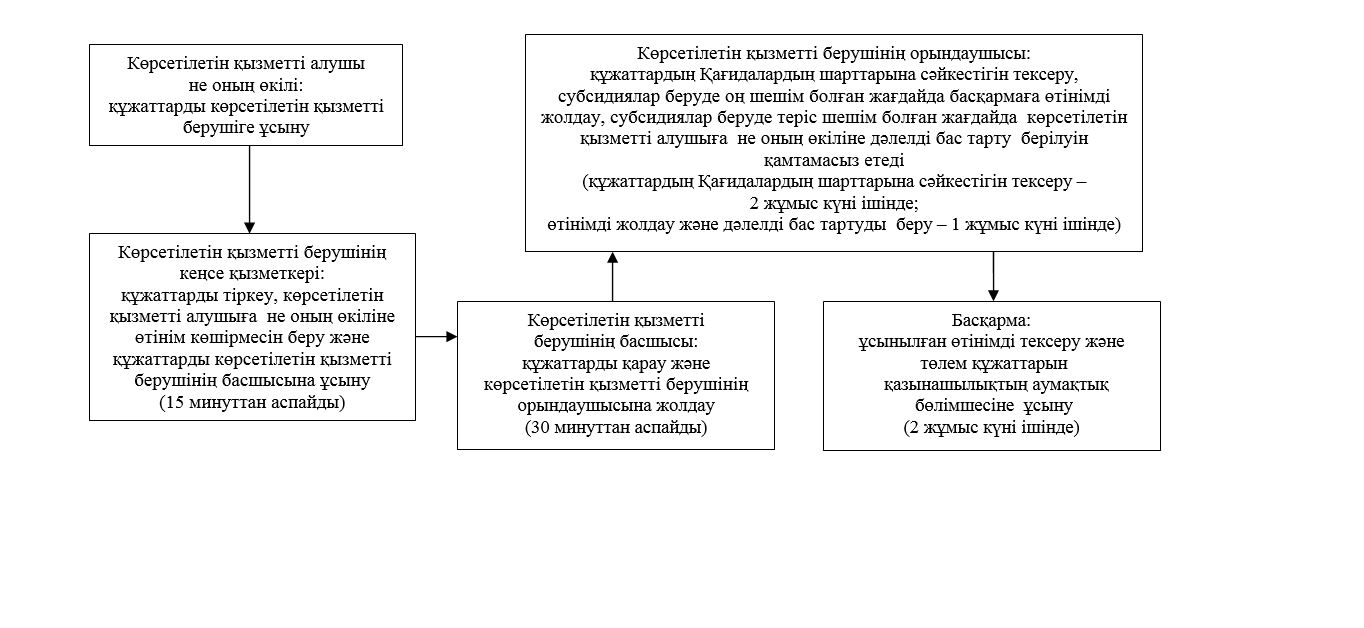 Көрсетілетін қызметті алушы
не оның өкілі:
құжаттарды көрсетілетін қызметті
берушіге ұсыну
Көрсетілетін қызметті берушінің
кеңсе қызметкері:
құжаттарды тіркеу, көрсетілетін
қызметті алушыға не оның өкіліне
өтінім көшірмесін беру және
құжаттарды көрсетілетін қызметті
берушінің басшысына ұсыну
(15 минуттан аспайды)
Көрсетілетін қызметті
берушінің басшысы:
құжаттарды қарау және
көрсетілетін қызметті берушінің
орындаушысына жолдау
(30 минуттан аспайды)
Көрсетілетін қызметті берушінің орындаушысы:
құжаттардың Қағидалардың шарттарына сәйкестігін тексеру,
субсидиялар беруде оң шешім болған жағдайда басқармаға өтінімді
жолдау, субсидиялар беруде теріс шешім болған жағдайда көрсетілетін
қызметті алушыға не оның өкіліне дәлелді бас тарту берілуін
қамтамасыз етеді
(құжаттардың Қағидалардың шарттарына сәйкестігін тексеру –
2 жұмыс күні ішінде;
өтінімді жолдау және дәлелді бас тартуды беру – 1 жұмыс күні ішінде)
Басқарма:
ұсынылған өтінімді тексеру және
төлем құжаттарын
қазынашылықтың аумақтық
бөлімшесіне ұсыну
(2 жұмыс күні ішінде)